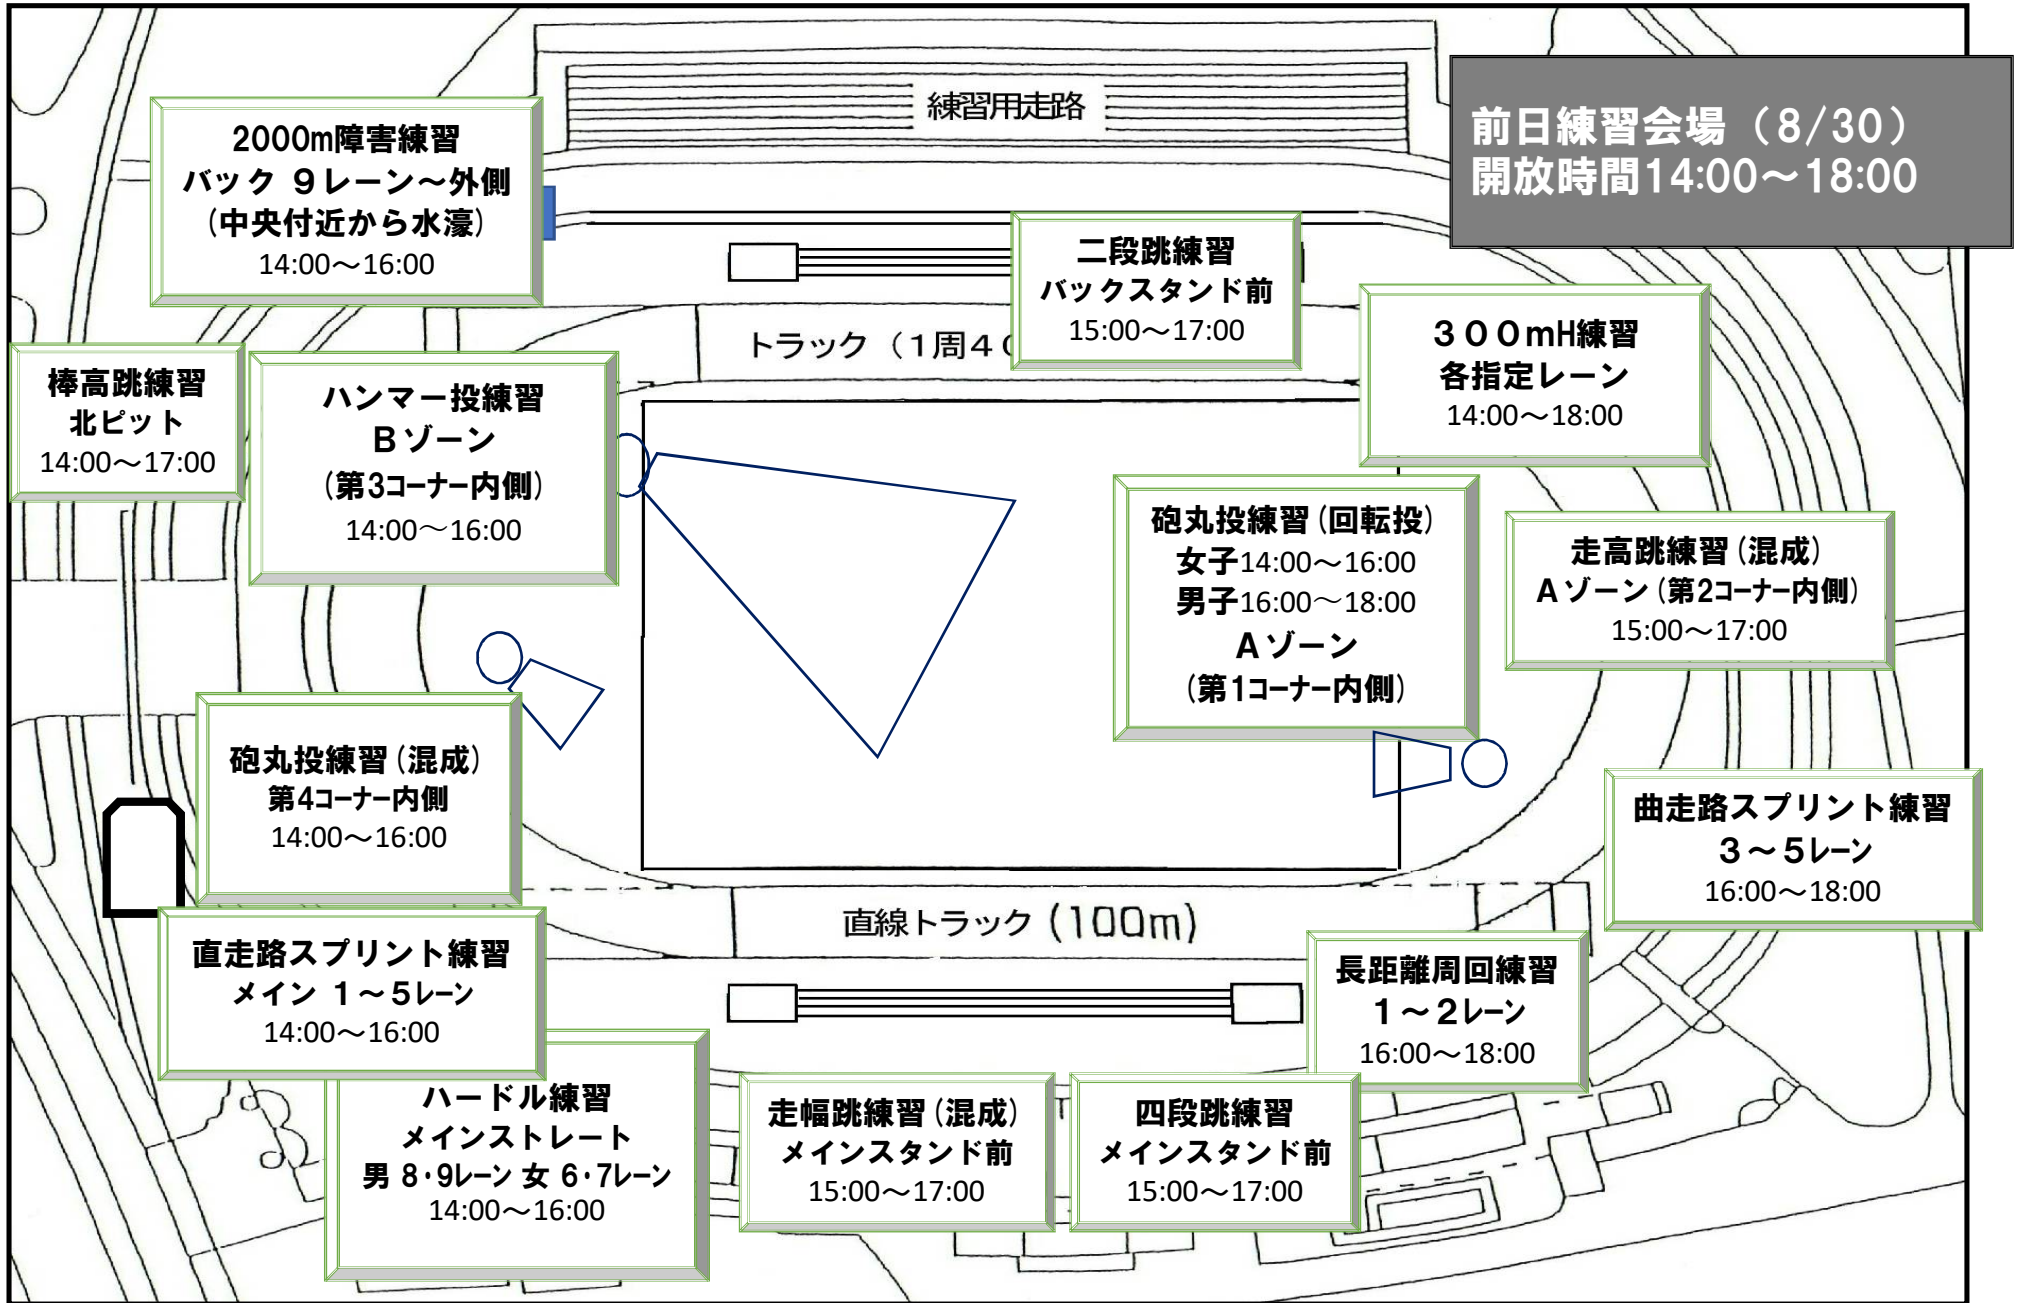 練習用走路
前日練習会場（8/30）
開放時間14:00～18:00
2000m障害練習
バック ９レーン～外側
(中央付近から水濠)
14:00～16:00
二段跳練習
バックスタンド前
15:00～17:00
トラック（1周4
３００mH練習
各指定レーン
14:00～18:00
棒高跳練習
北ピット
14:00～17:00
ハンマー投練習
Ｂゾーン
(第3コーナー内側)
14:00～16:00
砲丸投練習(回転投)
女子14:00～16:00
男子16:00～18:00
Ａゾーン
(第1コーナー内側)
走高跳練習(混成)
Ａゾーン(第2コーナー内側)
15:00～17:00
砲丸投練習(混成)
第4コーナー内側
14:00～16:00
曲走路スプリント練習
３～５レーン
16:00～18:00
直線トラック (100m)
直走路スプリント練習
メイン １～５レーン
14:00～16:00
長距離周回練習
１～２レーン
16:00～18:00
ハードル練習
メインストレート
男 8･9レーン 女 6･7レーン
14:00～16:00
走幅跳練習(混成)
メインスタンド前
15:00～17:00
四段跳練習
メインスタンド前
15:00～17:00